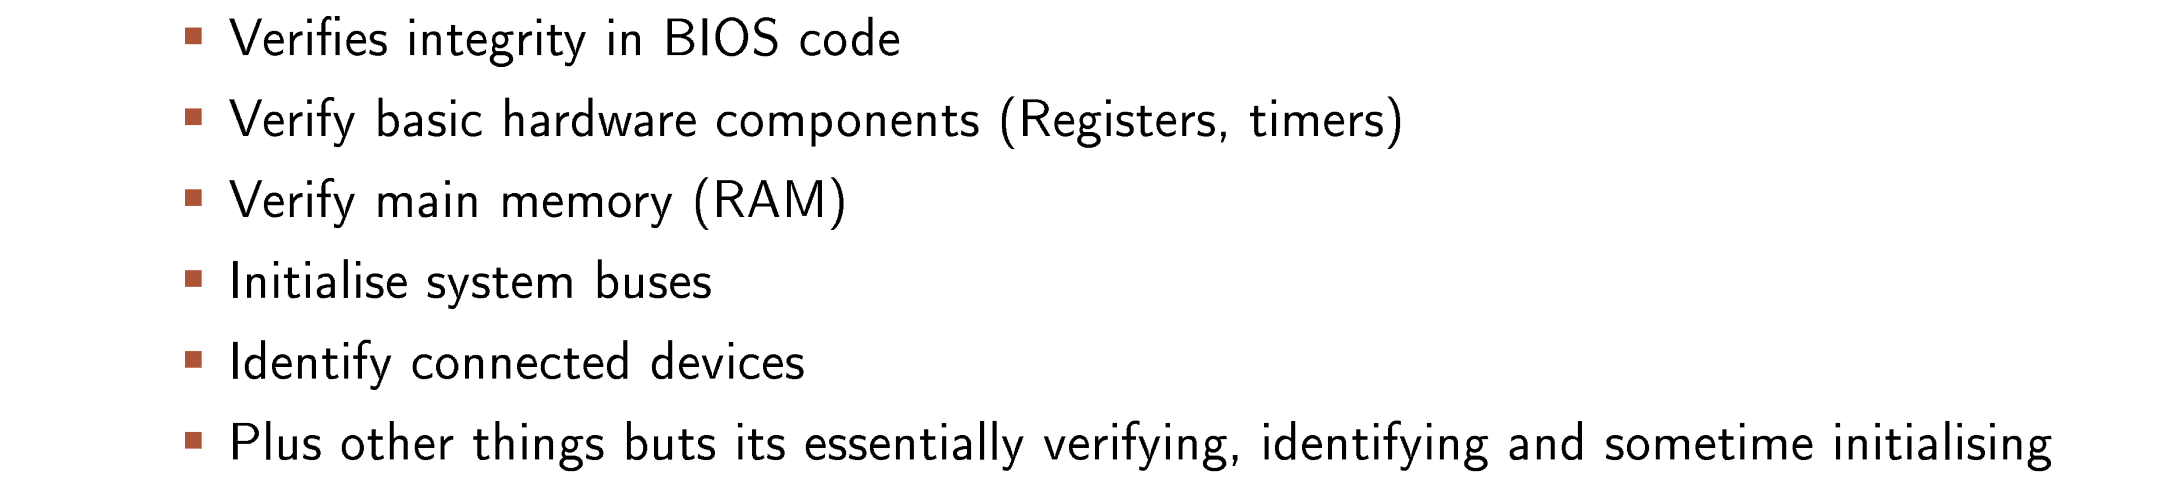 ▪ Verifies integrity in BIOS code
▪ Verify basic hardware components (Registers, timers)
▪ Verify main memory (RAM)
▪ Initialise system buses
▪ Identify connected devices
▪ Plus other things buts its essentially verifying, identifying and sometime initialising